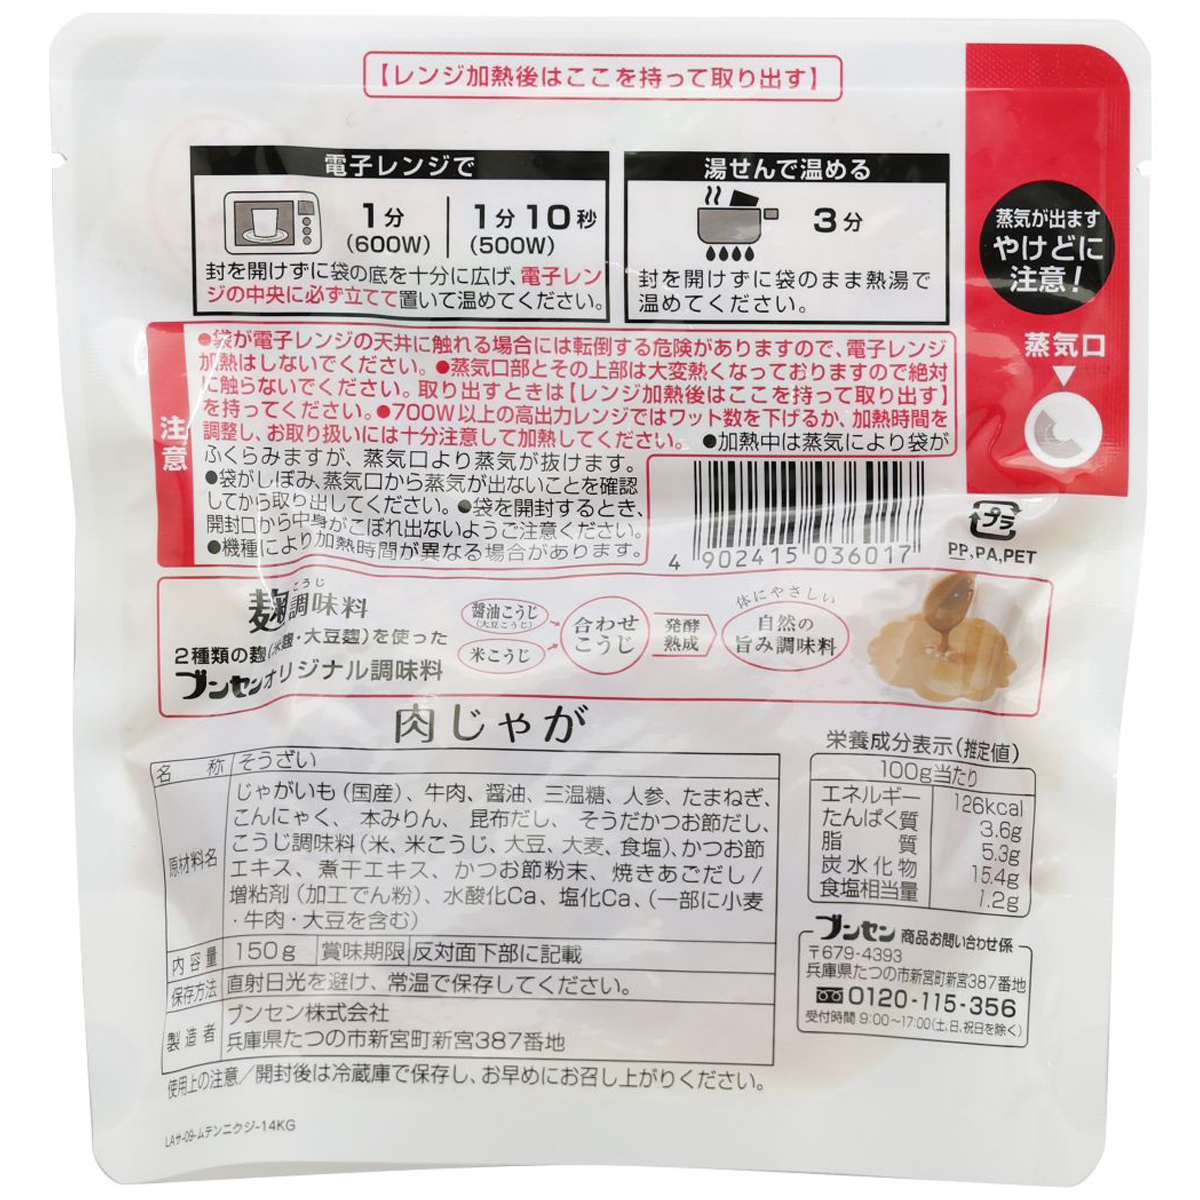 【レンジ加熱後はここを持って取り出す】
電子レンジで
1分
(600W)
1分10秒
(500W)
封を開けずに袋の底を十分に広げ、電子レン
ジの中央に必ず立てて置いて温めてください。
湯せんで温める
3分
封を開けずに袋のまま熱湯で
温めてください。
蒸気が出ます
やけどに
注意!
蒸気口
注意
●袋が電子レンジの天井に触れる場合には転倒する危険がありますので、電子レンジ
加熱はしないでください。●蒸気口部とその上部は大変熱くなっておりますので絶対
に触らないでください。取り出すときは【レンジ加熱後はここを持って取り出す】
を持ってください。●700W以上の高出力レンジではワット数を下げるか、加熱時間を
調整し、お取り扱いには十分注意して加熱してください。●加熱中は蒸気により袋が
ふくらみますが、蒸気口より蒸気が抜けます。
●袋がしぼみ、蒸気口から蒸気が出ないことを確認
してから取り出してください。●袋を開封するとき、
開封口から中身がこぼれ出ないようご注意ください。
●機種により加熱時間が異なる場合があります。
4 902415 036017
プラ
PP,PA,PET
こうじ
麹調味料
2種類の麹(米麹・大豆麹)を使った
ブンセンオリジナル調味料
醤油こうじ
(大豆こうじ)
米こうじ
合わせ
こうじ
発酵
熟成
体にやさしい
自然の
旨み調味料
肉じゃが
名称 そうざい
原材料名 じゃがいも(国産)、牛肉、醤油、三温糖、人参、たまねぎ、
こんにゃく、本みりん、昆布だし、そうだかつお節だし、
こうじ調味料(米、米こうじ、大豆、大麦、食塩)、かつお節
エキス、煮干エキス、かつお節粉末、焼きあごだし/
増粘剤(加工でん粉)、水酸化Ca、塩化Ca、(一部に小麦
・牛肉・大豆を含む)
内容量 150g 賞味期限 反対面下部に記載
保存方法 直射日光を避け、常温で保存してください。
製造者 ブンセン株式会社
兵庫県たつの市新宮町新宮387番地
使用上の注意/開封後は冷蔵庫で保存し、お早めにお召し上がりください。
LAサ-09-ムテンニクジ-14KG
栄養成分表示(推定値)
100g当たり
エネルギー 126kcal
たんぱく質 3.6g
脂質 5.3g
炭水化物 15.4g
食塩相当量 1.2g
ブンセン 商品お問い合わせ係
〒679-4393
兵庫県たつの市新宮町新宮387番地
0120-115-356
受付時間 9:00〜17:00(土、日、祝日を除く)